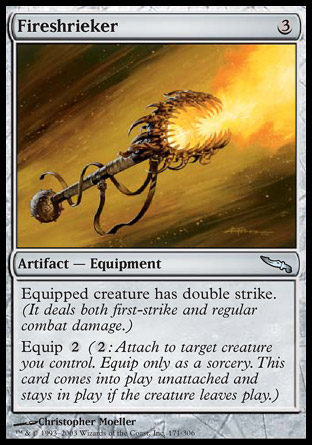 Fireshrieker 3
Artifact — Equipment
Equipped creature has double strike.
(It deals both first-strike and regular
combat damage.)
Equip 2 (2: Attach to target creature
you control. Equip only as a sorcery. This
card comes into play unattached and
stays in play if the creature leaves play.)
Christopher Moeller
™ & © 1993–2003 Wizards of the Coast, Inc. 171/306